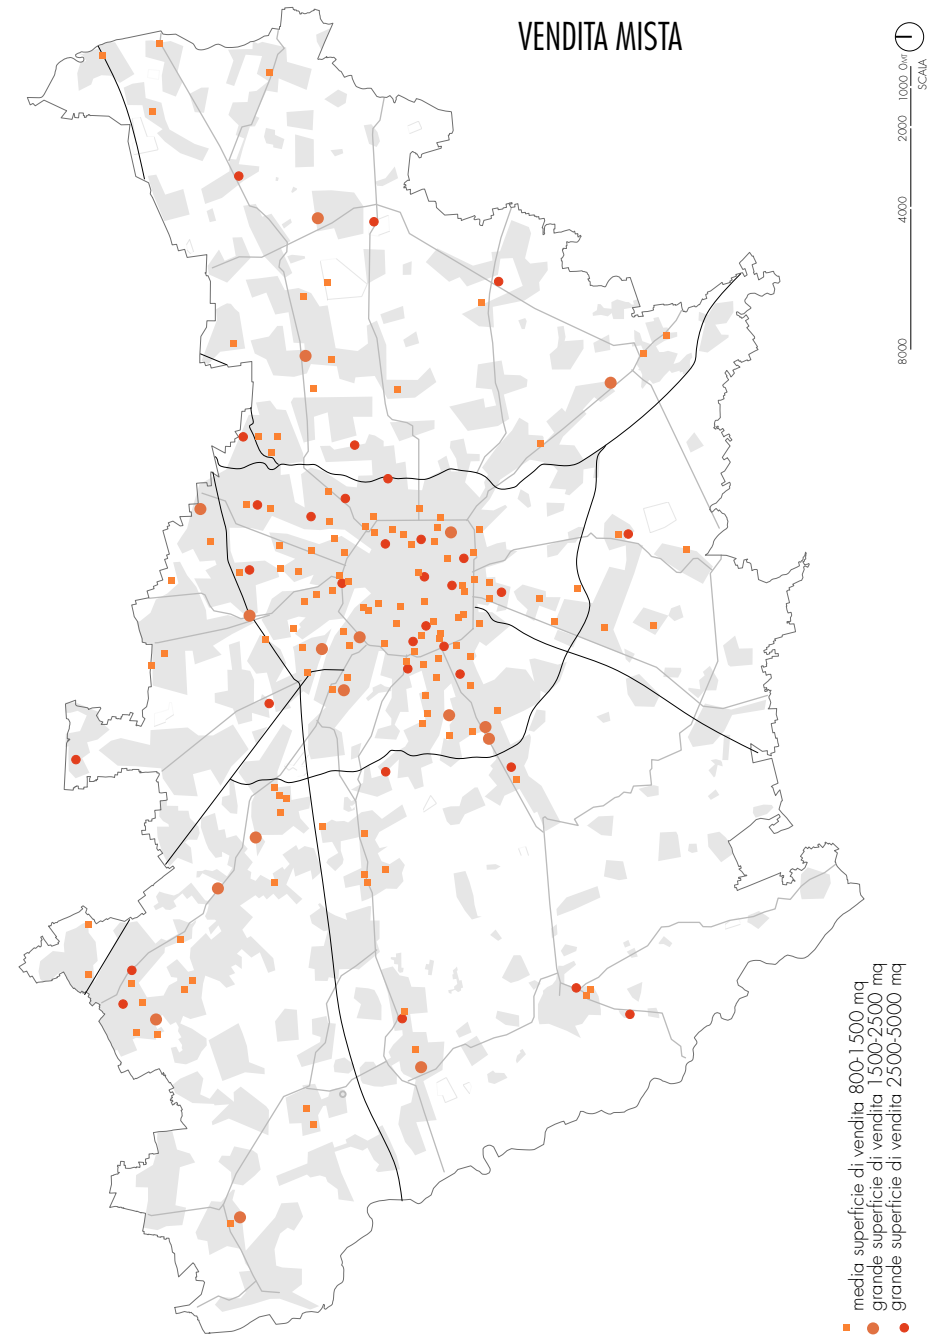 VENDITA MISTA
SCALA
0MT
1000
2000
4000
8000
media superficie di vendita 800-1500 mq
grande superficie di vendita 1500-2500 mq
grande superficie di vendita 2500-5000 mq